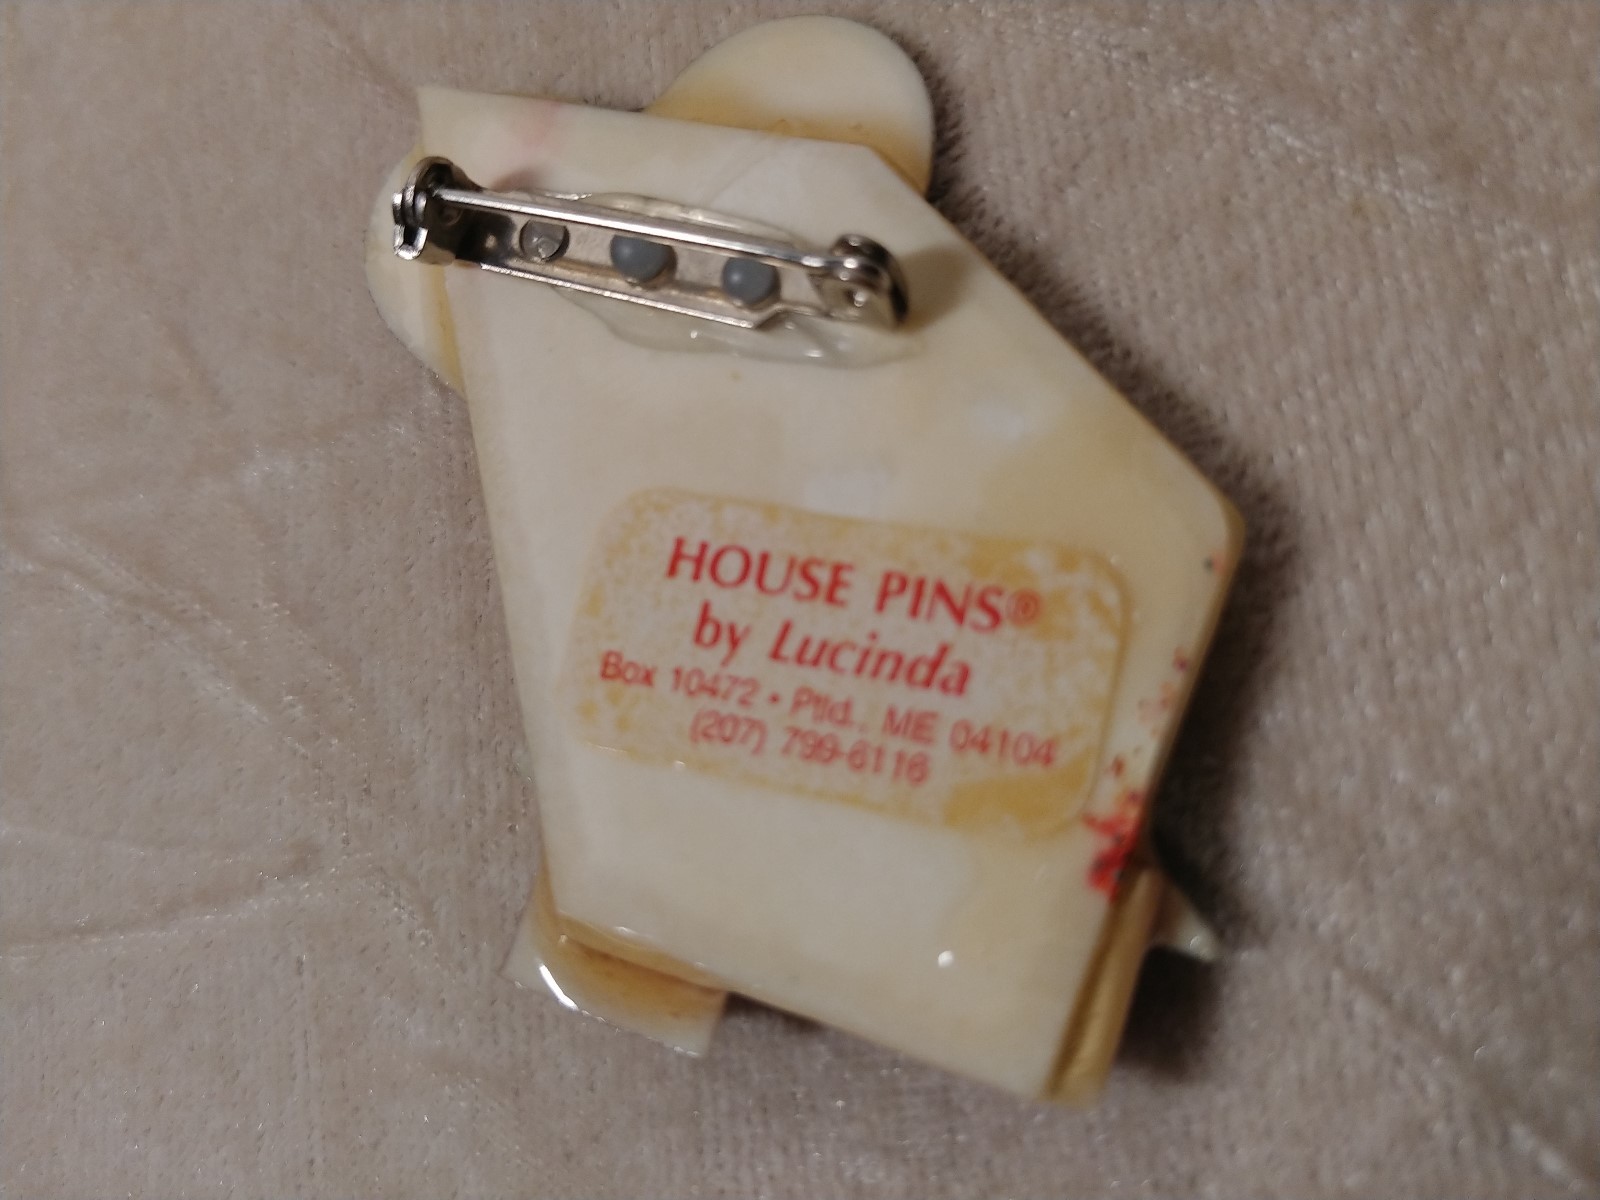 HOUSE PINS®
by Lucinda
Box 10472 • Ptld., ME 04104
(207) 799-6116